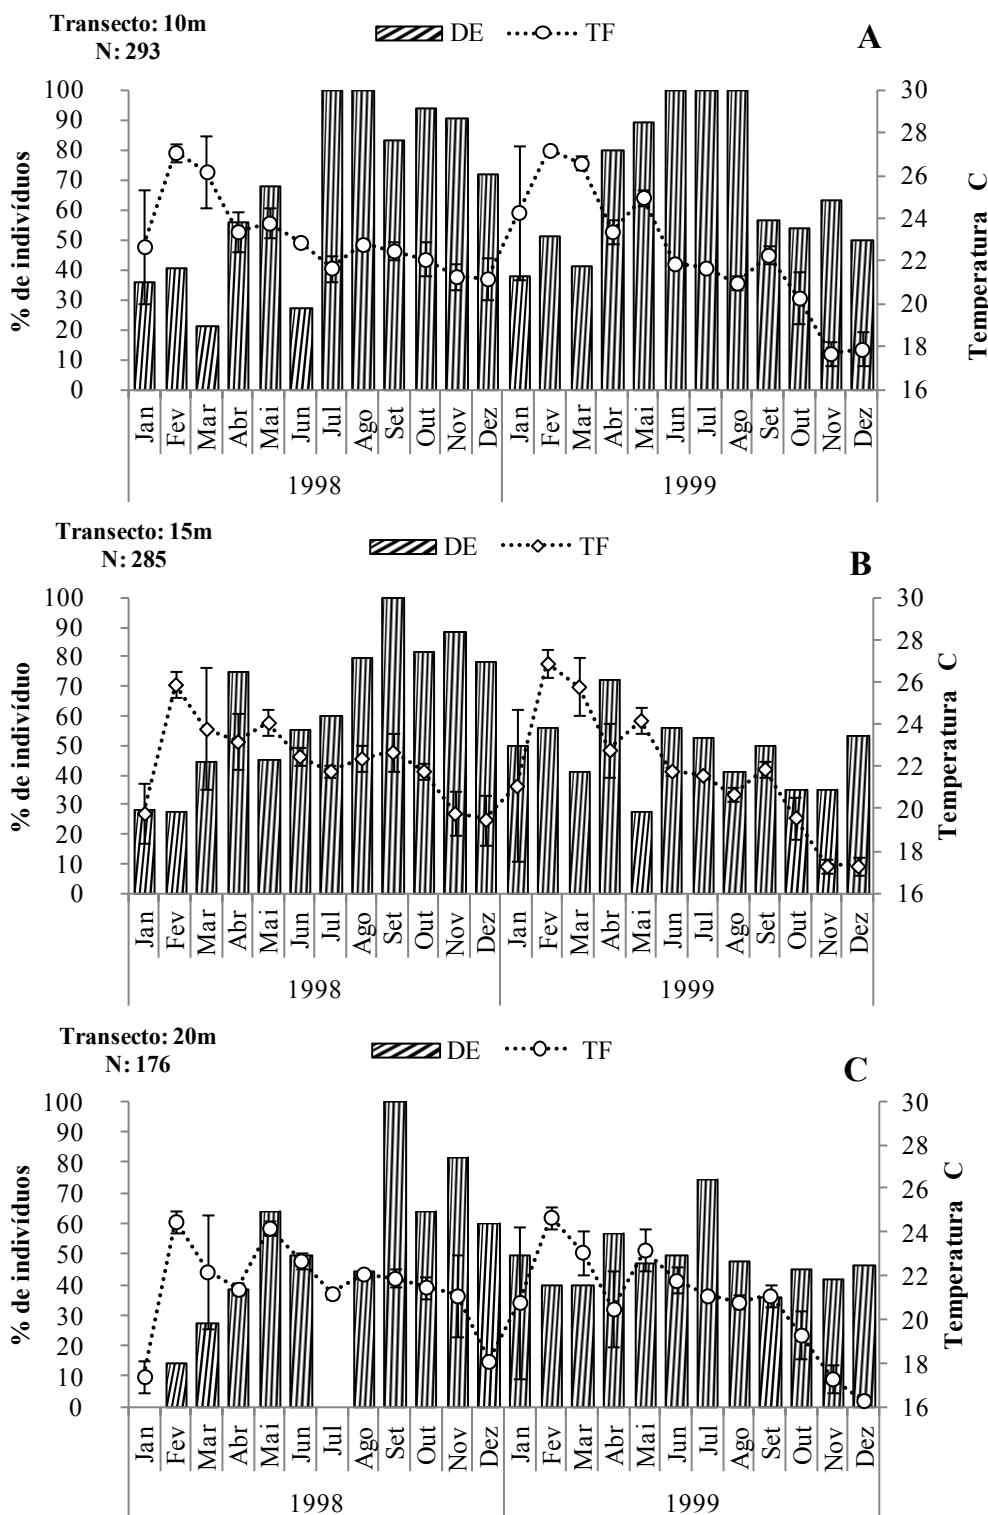 Transecto: 10m
N: 293
DE TF
A
% de indivíduos
100
90
80
70
60
50
40
30
20
10
0
30
28
26
24
22
20
18
16
Temperatura C
Jan Fev Mar Abr Mai Jun Jul Ago Set Out Nov Dez Jan Fev Mar Abr Mai Jun Jul Ago Set Out Nov Dez
1998 1999
Transecto: 15m
N: 285
DE TF
B
% de indivíduo
100
90
80
70
60
50
40
30
20
10
0
30
28
26
24
22
20
18
16
Temperatura C
Jan Fev Mar Abr Mai Jun Jul Ago Set Out Nov Dez Jan Fev Mar Abr Mai Jun Jul Ago Set Out Nov Dez
1998 1999
Transecto: 20m
N: 176
DE TF
C
% de indivíduos
100
90
80
70
60
50
40
30
20
10
0
30
28
26
24
22
20
18
16
Temperatura C
Jan Fev Mar Abr Mai Jun Jul Ago Set Out Nov Dez Jan Fev Mar Abr Mai Jun Jul Ago Set Out Nov Dez
1998 1999